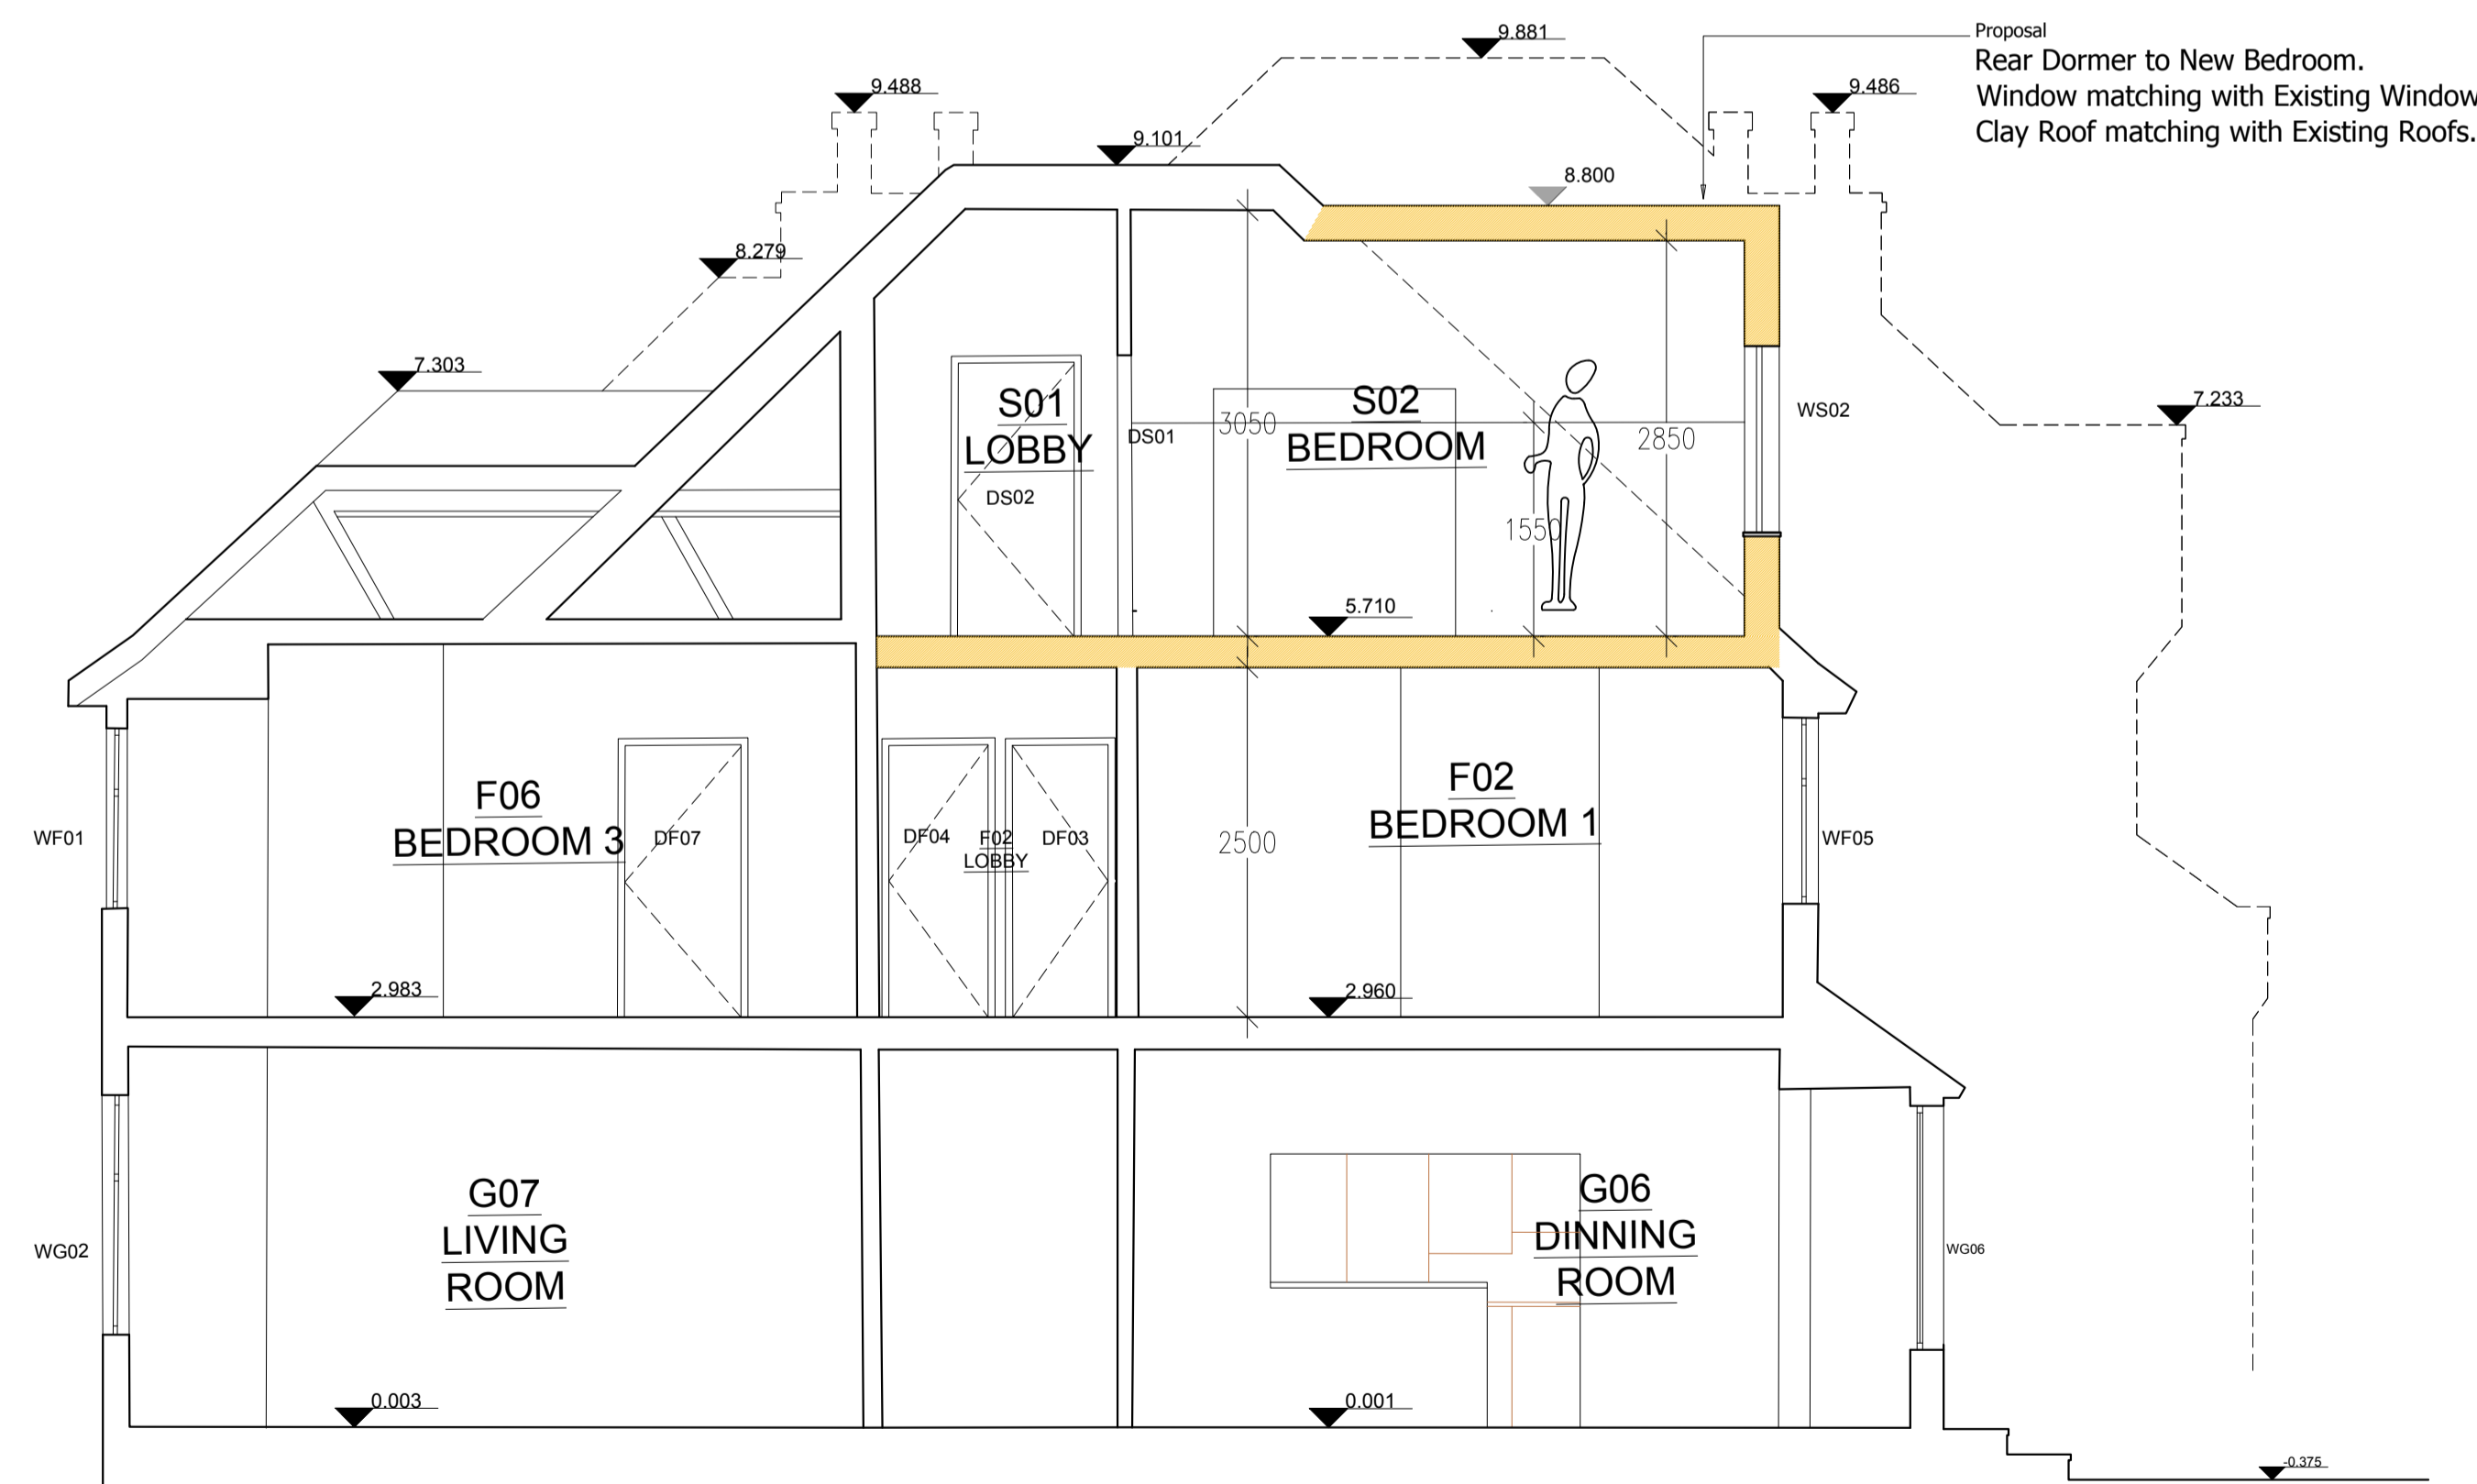 9.881
Proposal
Rear Dormer to New Bedroom.
Window matching with Existing Window
Clay Roof matching with Existing Roofs.
9.488
9.486
9.101
8.800
8.279
7.303
7.233
S01
LOBBY
DS02
DS01
3050
S02
BEDROOM
1550
2850
WS02
5.710
WF01
F06
BEDROOM 3
DF07
DF04
F02
LOBBY
DF03
2500
F02
BEDROOM 1
WF05
2.983
2.960
WG02
G07
LIVING
ROOM
G06
DINNING
ROOM
WG06
0.003
0.001
-0.375